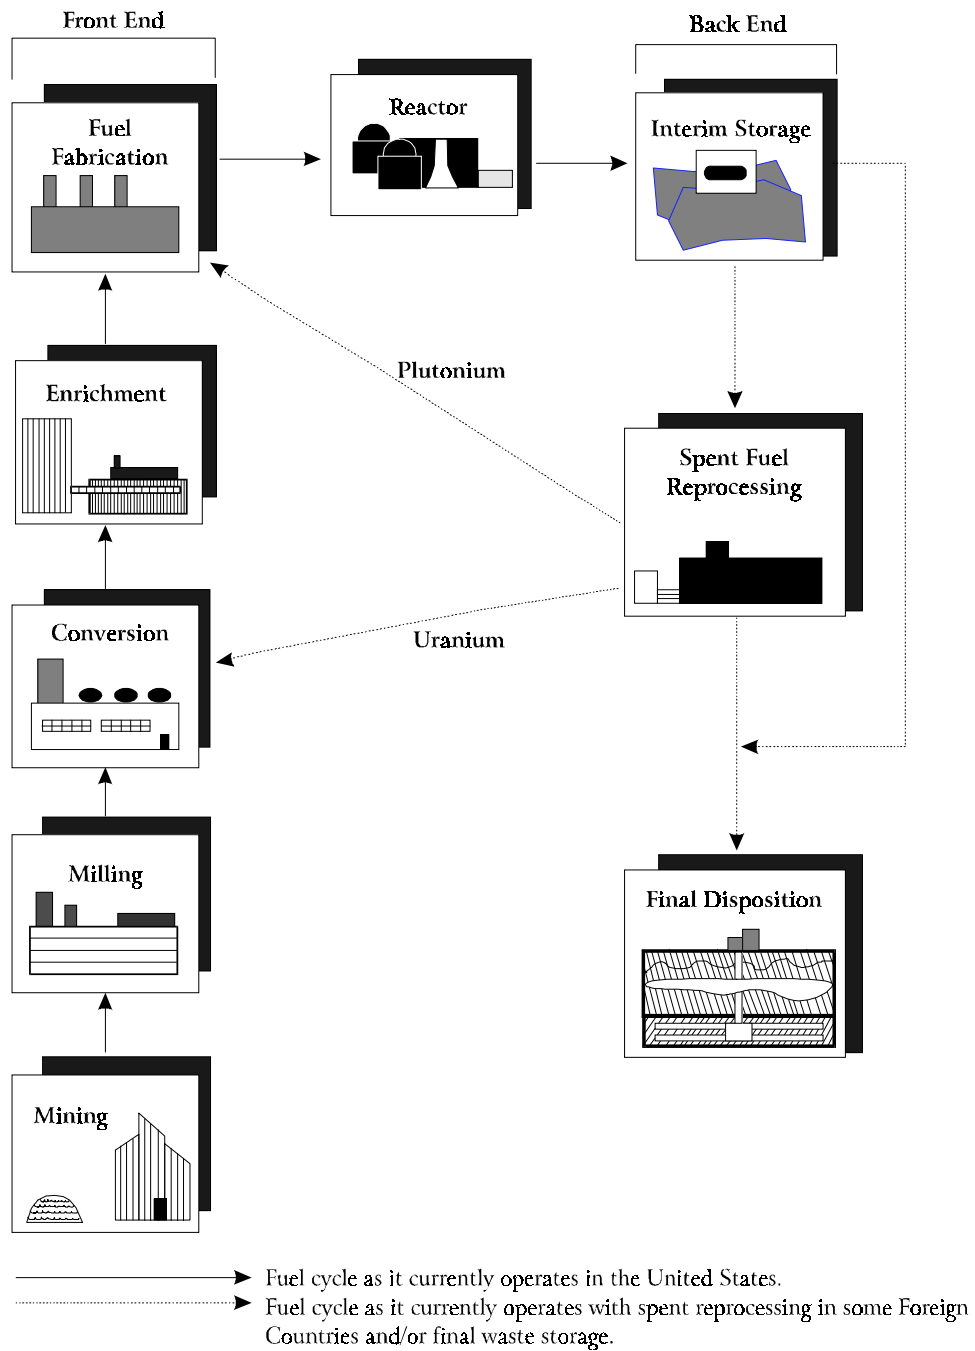 Front End
Back End
Fuel
Fabrication
Reactor
Interim Storage
Plutonium
Enrichment
Spent Fuel
Reprocessing
Conversion
Uranium
Milling
Final Disposition
Mining
Fuel cycle as it currently operates in the United States.
Fuel cycle as it currently operates with spent reprocessing in some Foreign
Countries and/or final waste storage.